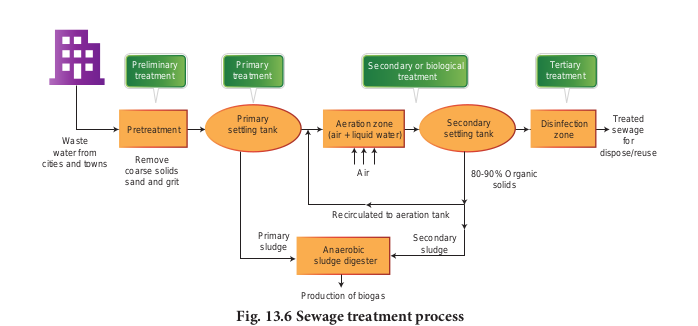 Preliminary
treatment
Primary
treatment
Secondary or biological
treatment
Tertiary
treatment
Pretreatment
Primary
settling tank
Aeration zone
(air + liquid water)
Secondary
settling tank
Disinfection
zone
Treated
sewage
for
dispose/reuse
Waste
water from
cities and towns
Remove
coarse solids
sand and grit
Air
80-90% Organic
solids
Recirculated to aeration tank
Primary
sludge
Anaerobic
sludge digester
Secondary
sludge
Production of biogas
Fig. 13.6 Sewage treatment process